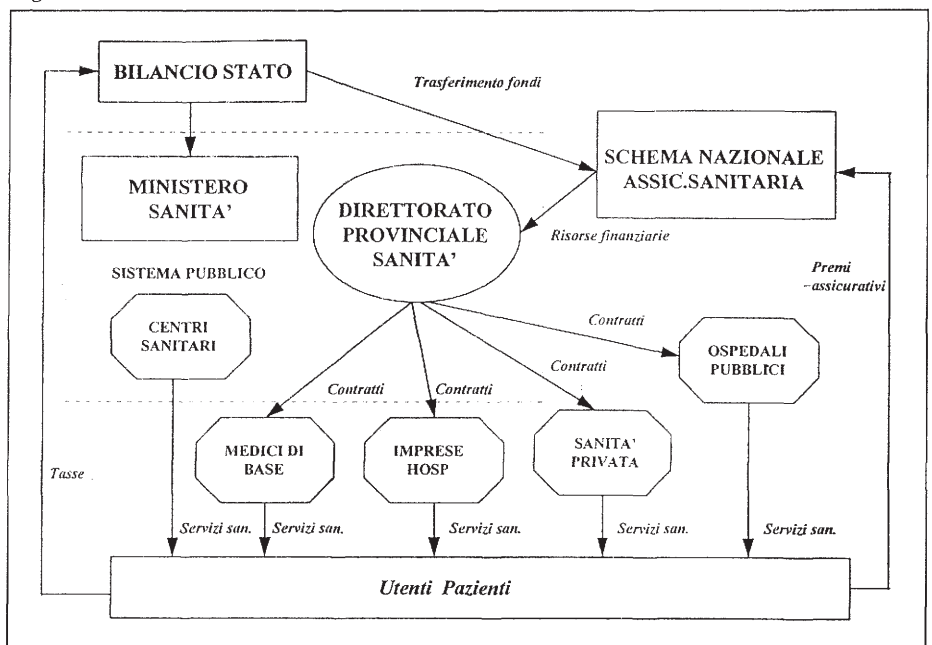 BILANCIO STATO
Trasferimento fondi
SCHEMA NAZIONALE
ASSIC.SANITARIA
MINISTERO
SANITA'
DIRETTORATO
PROVINCIALE
SANITA'
Risorse finanziarie
SISTEMA PUBBLICO
Premi
–assicurativi
CENTRI
SANITARI
Contratti
OSPEDALI
PUBBLICI
Contratti
Contratti
Contratti
MEDICI DI
BASE
IMPRESE
HOSP
SANITA'
PRIVATA
Tasse
Servizi san.
Servizi san.
Servizi san.
Servizi san.
Servizi san.
Utenti Pazienti